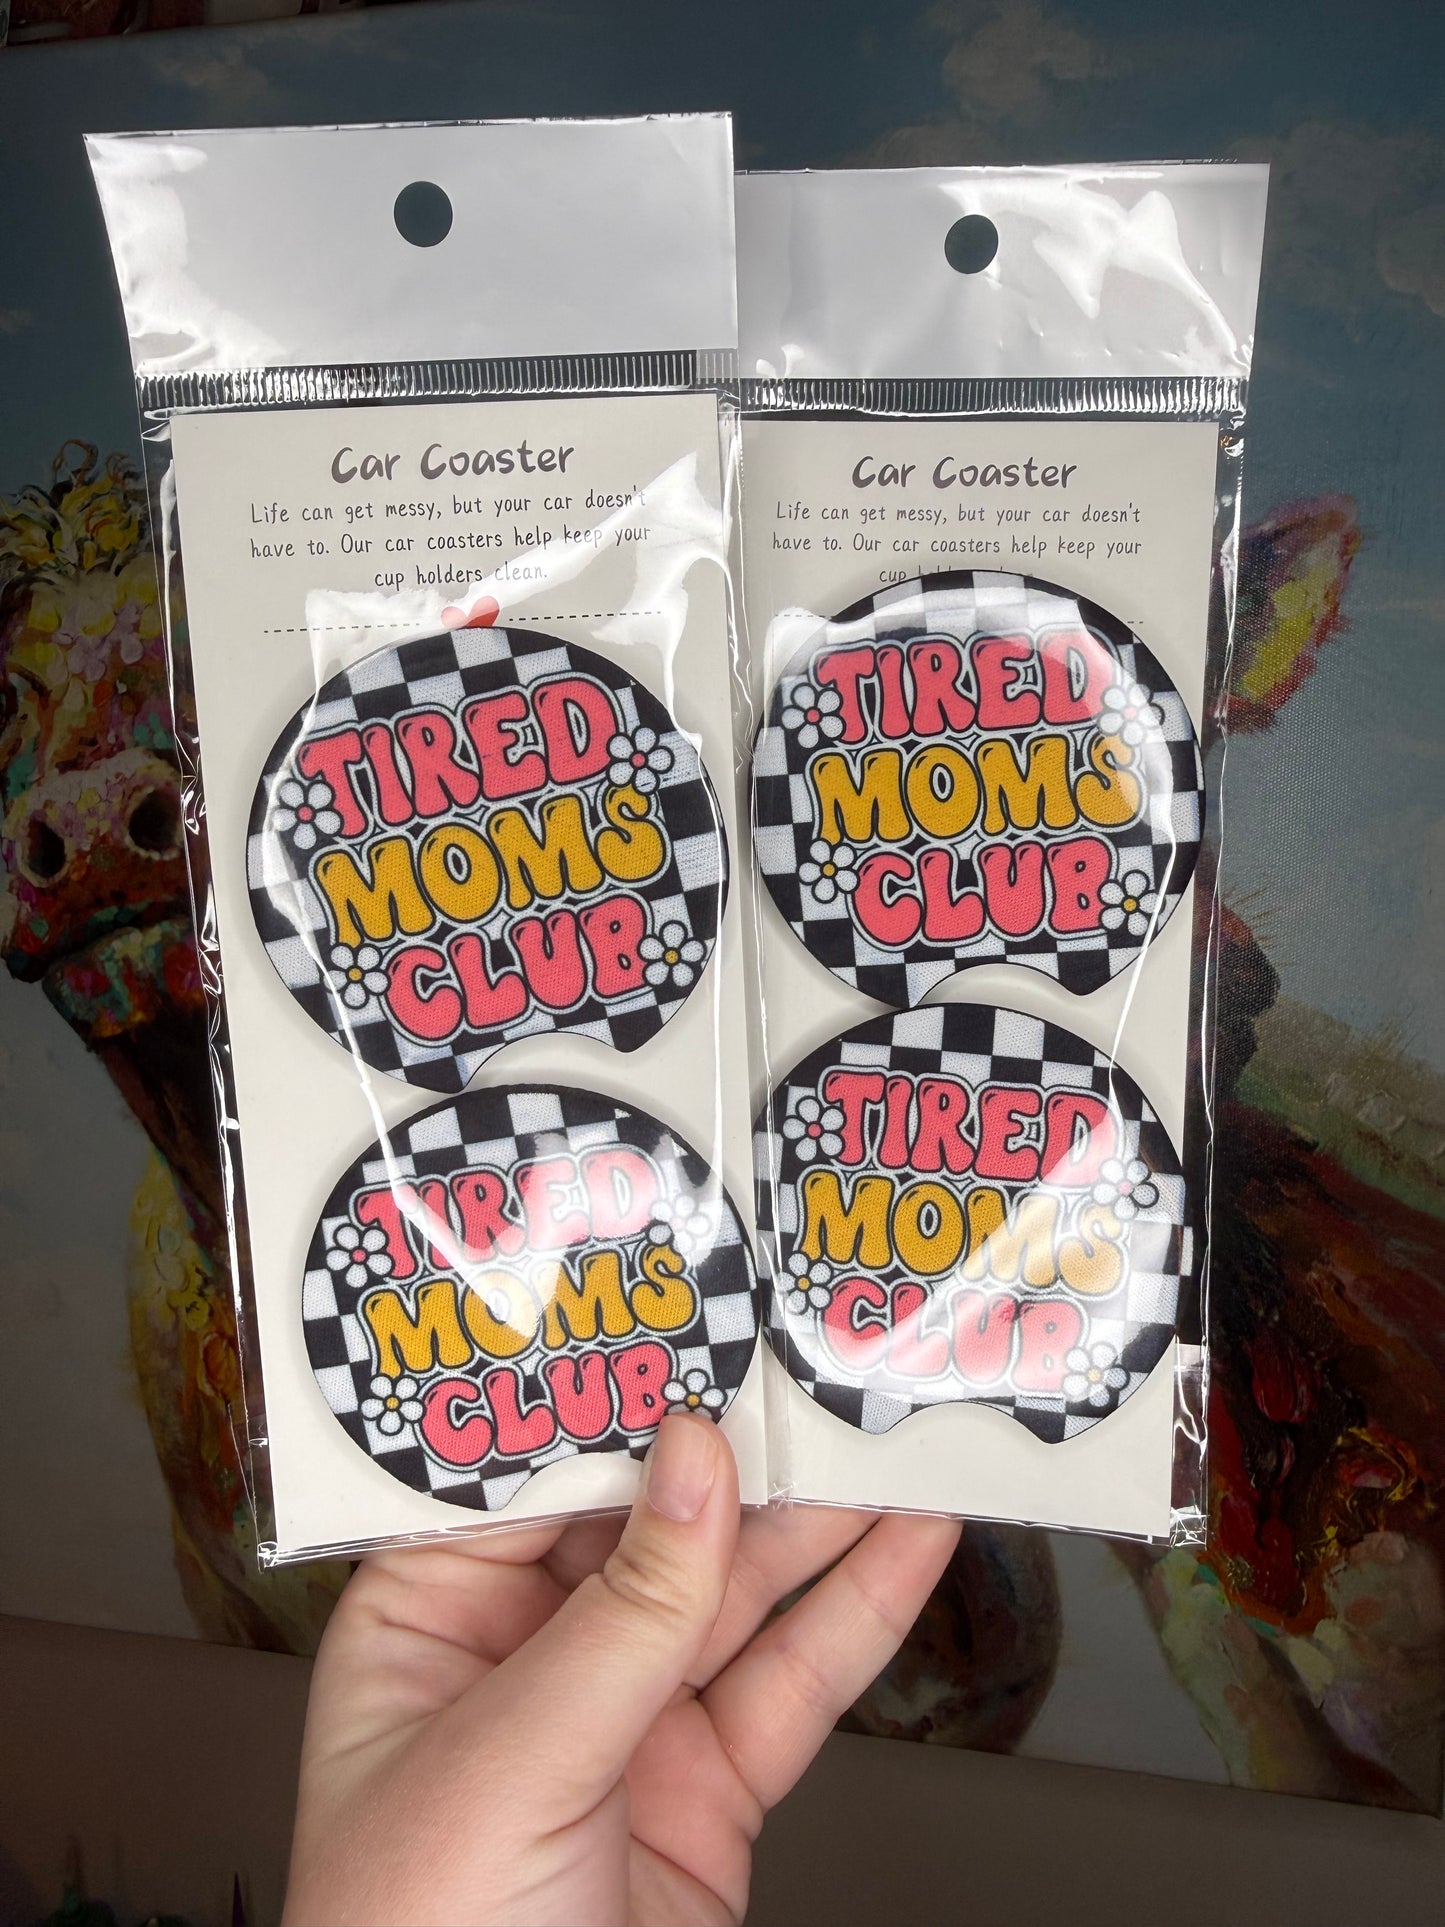 Car Coaster
Life can get messy, but your car doesn't
have to. Our car coasters help keep your
cup holders clean.
TIRED
MOMS
CLUB
TIRED
MOMS
CLUB
Car Coaster
Life can get messy, but your car doesn't
have to. Our car coasters help keep your
cup
TIRED
MOMS
CLUB
TIRED
MOMS
CLUB